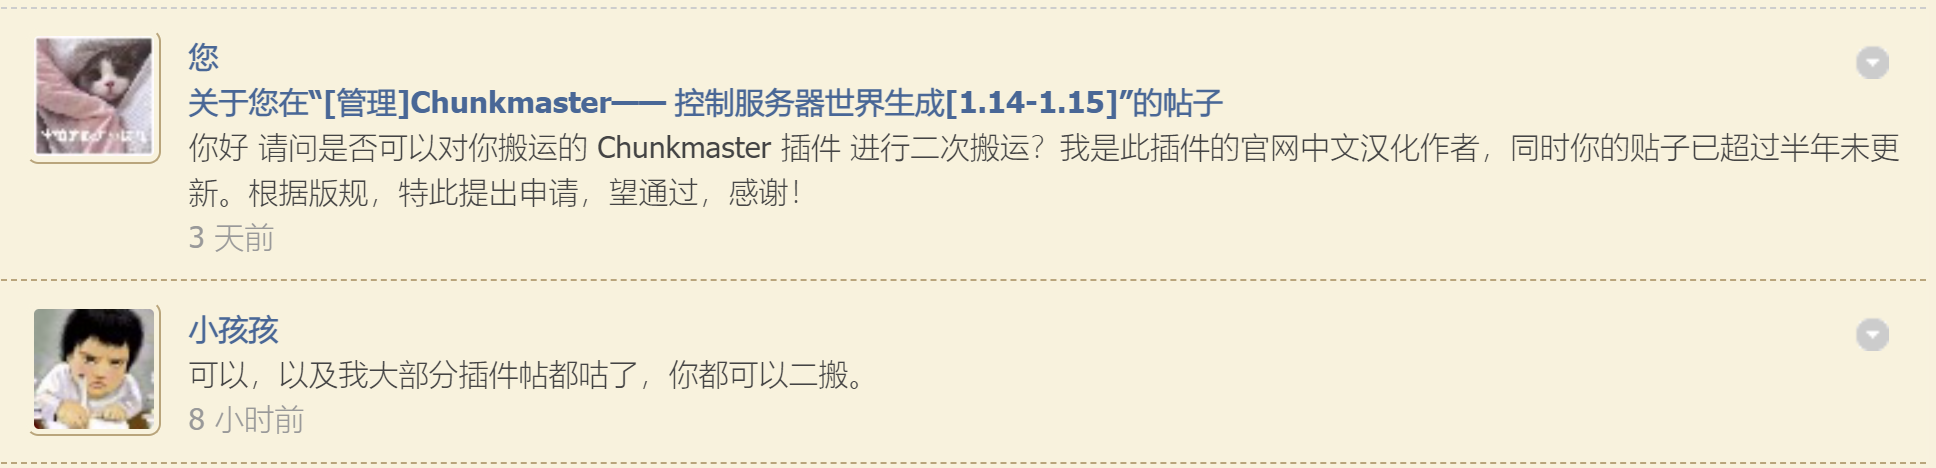 您
关于您在“[管理]Chunkmaster—— 控制服务器世界生成[1.14-1.15]”的帖子
你好 请问是否可以对你搬运的 Chunkmaster 插件 进行二次搬运？我是此插件的官网中文汉化作者，同时你的贴子已超过半年未更
新。根据版规，特此提出申请，望通过，感谢！
3 天前
小孩孩
可以，以及我大部分插件帖都咕了，你都可以二搬。
8 小时前